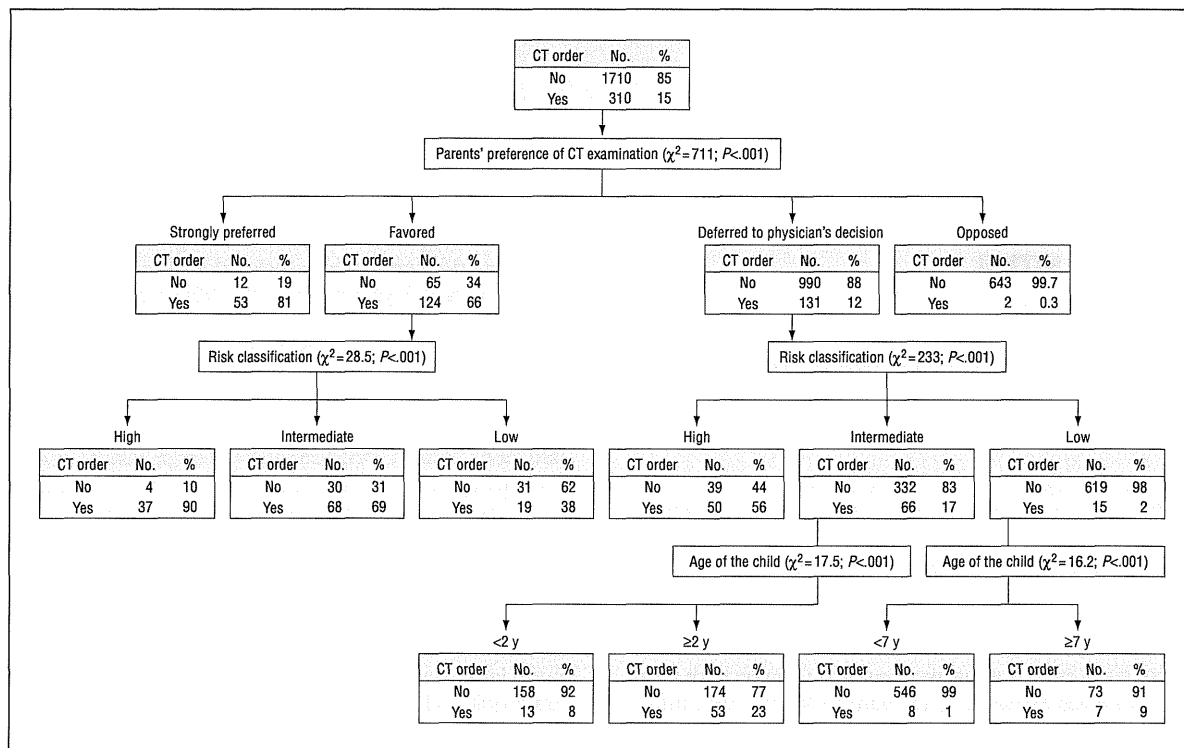 CT order No. %
No 1710 85
Yes 310 15
Parents' preference of CT examination (χ²=711; P<.001)
Strongly preferred
CT order No. %
No 12 19
Yes 53 81
Favored
CT order No. %
No 65 34
Yes 124 66
Deferred to physician's decision
CT order No. %
No 990 88
Yes 131 12
Opposed
CT order No. %
No 643 99.7
Yes 2 0.3
Risk classification (χ²=28.5; P<.001)
Risk classification (χ²=233; P<.001)
High
CT order No. %
No 4 10
Yes 37 90
Intermediate
CT order No. %
No 30 31
Yes 68 69
Low
CT order No. %
No 31 62
Yes 19 38
High
CT order No. %
No 39 44
Yes 50 56
Intermediate
CT order No. %
No 332 83
Yes 66 17
Low
CT order No. %
No 619 98
Yes 15 2
Age of the child (χ²=17.5; P<.001)
Age of the child (χ²=16.2; P<.001)
<2 y
CT order No. %
No 158 92
Yes 13 8
≥2 y
CT order No. %
No 174 77
Yes 53 23
<7 y
CT order No. %
No 546 99
Yes 8 1
≥7 y
CT order No. %
No 73 91
Yes 7 9